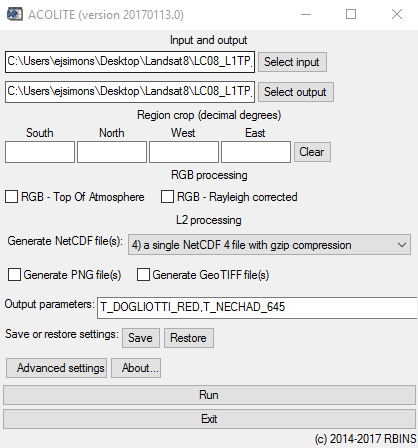 ACOLITE (version 20170113.0)
Input and output
C:\Users\ejsimons\Desktop\Landsat8\LC08_L1TP_ Select input
C:\Users\ejsimons\Desktop\Landsat8\LC08_L1TP_ Select output
Region crop (decimal degrees)
South North West East
Clear
RGB processing
RGB - Top Of Atmosphere RGB - Rayleigh corrected
L2 processing
Generate NetCDF file(s): 4) a single NetCDF 4 file with gzip compression
Generate PNG file(s) Generate GeoTIFF file(s)
Output parameters: T_DOGLIOTTI_RED,T_NECHAD_645
Save or restore settings: Save Restore
Advanced settings About...
Run
Exit
(c) 2014-2017 RBINS